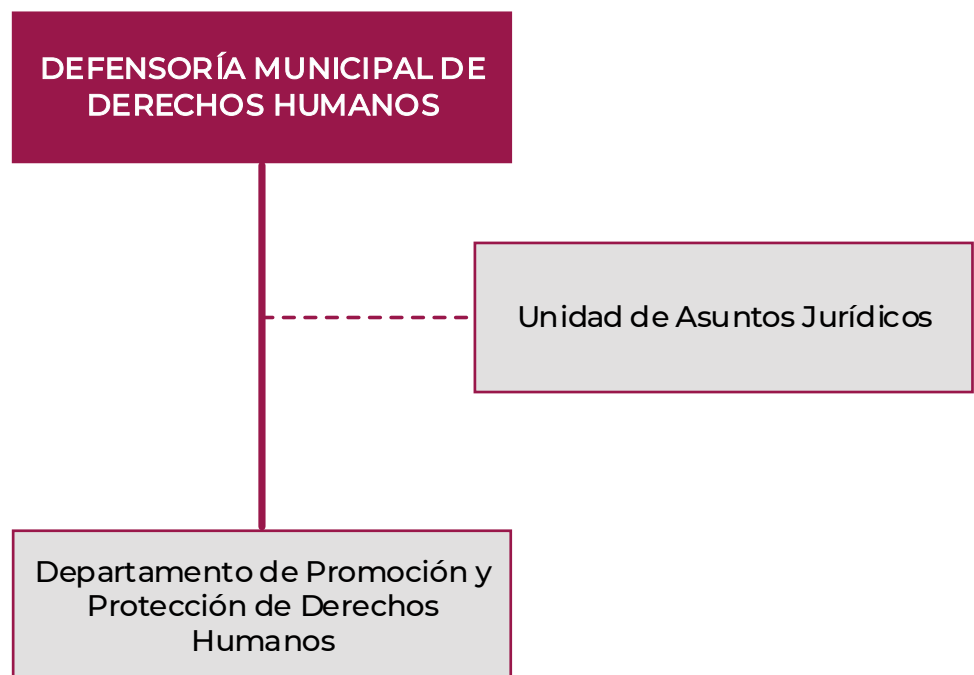 DEFENSORÍA MUNICIPAL DE
DERECHOS HUMANOS
Unidad de Asuntos Jurídicos
Departamento de Promoción y
Protección de Derechos
Humanos